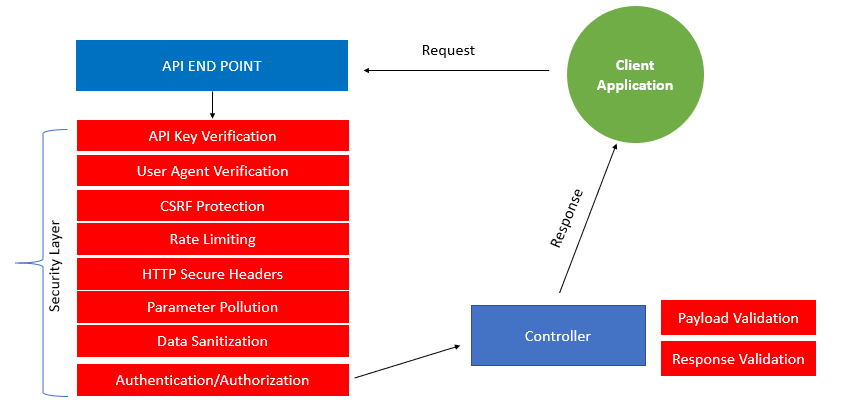 Request
Client
Application
API END POINT
API Key Verification
User Agent Verification
CSRF Protection
Rate Limiting
HTTP Secure Headers
Parameter Pollution
Data Sanitization
Authentication/Authorization
Security Layer
Response
Controller
Payload Validation
Response Validation